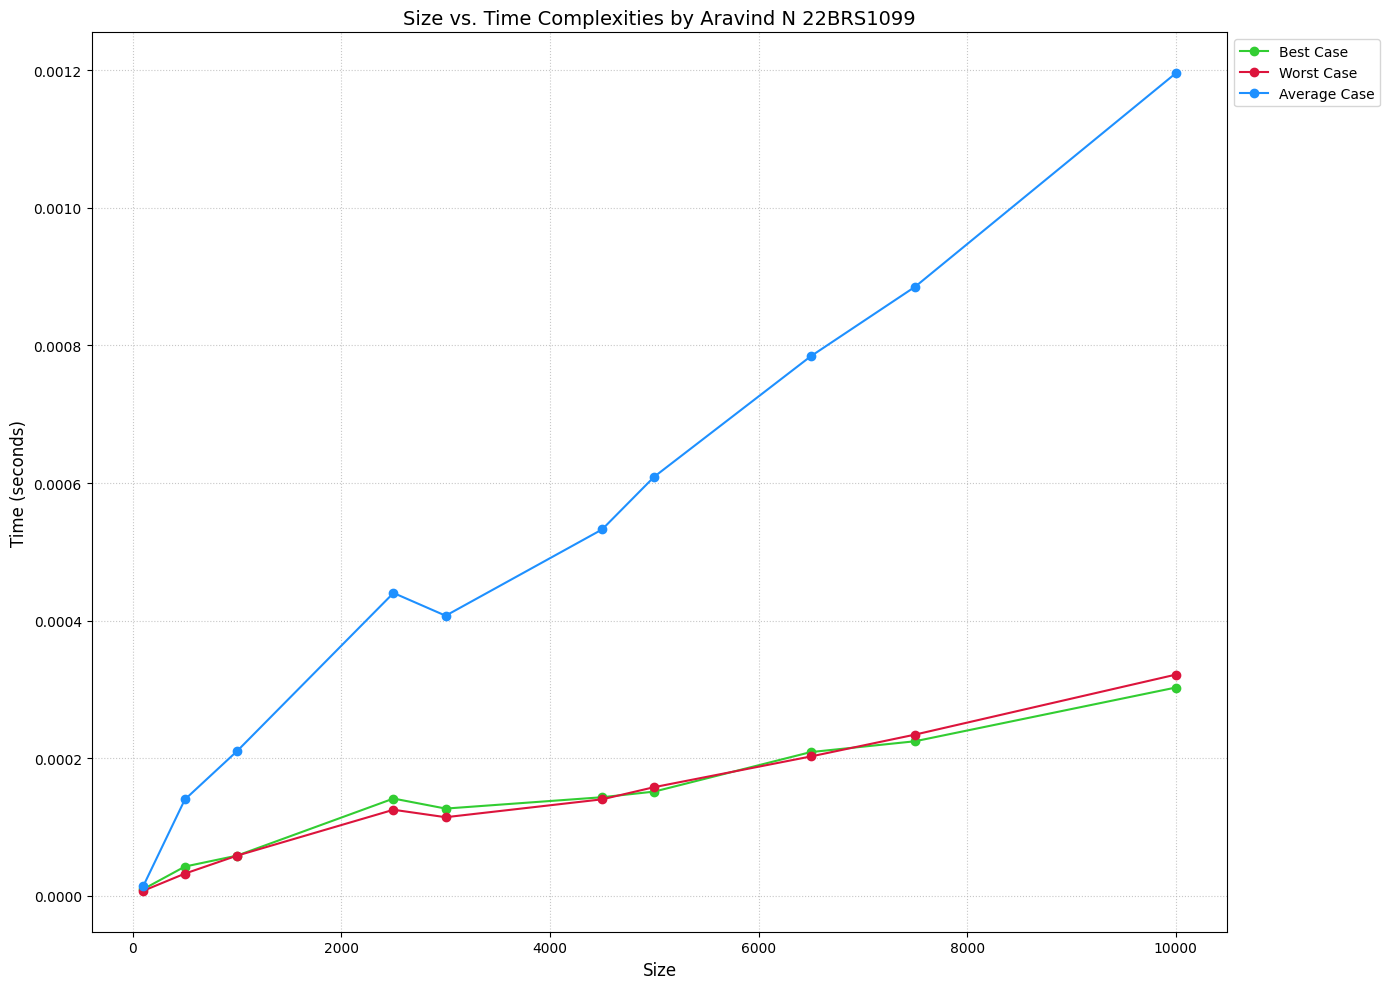 Size vs. Time Complexities by Aravind N 22BRS1099
Best Case
Worst Case
Average Case
0.0012
0.0010
0.0008
0.0006
0.0004
0.0002
0.0000
Time (seconds)
0 2000 4000 6000 8000 10000
Size